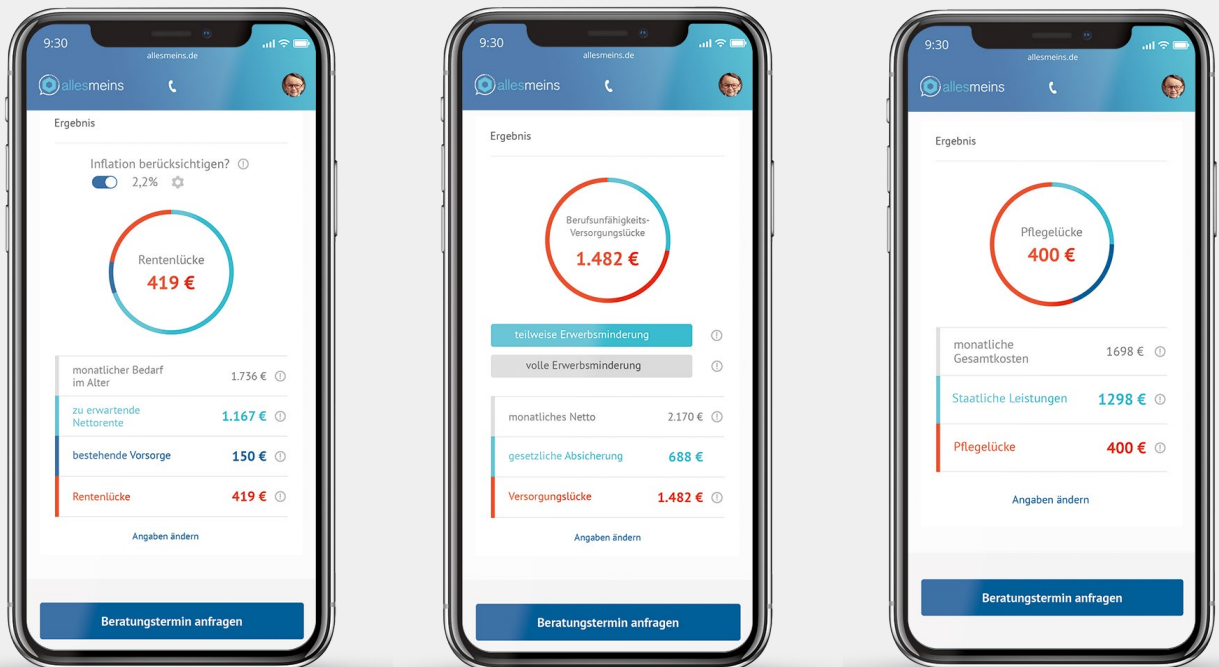 9:30
allesmeins.de
allesmeins
Ergebnis
Inflation berücksichtigen?
2,2%
Rentenlücke
419 €
monatlicher Bedarf
im Alter
1.736 €
zu erwartende
Nettorente
1.167 €
bestehende Vorsorge
150 €
Rentenlücke
419 €
Angaben ändern
Beratungstermin anfragen
9:30
allesmeins.de
allesmeins
Ergebnis
Berufsunfähigkeits-
Versorgungslücke
1.482 €
teilweise Erwerbsminderung
volle Erwerbsminderung
monatliches Netto
2.170 €
gesetzliche Absicherung
688 €
Versorgungslücke
1.482 €
Angaben ändern
Beratungstermin anfragen
9:30
allesmeins.de
allesmeins
Ergebnis
Pflegelücke
400 €
monatliche
Gesamtkosten
1698 €
Staatliche Leistungen
1298 €
Pflegelücke
400 €
Angaben ändern
Beratungstermin anfragen